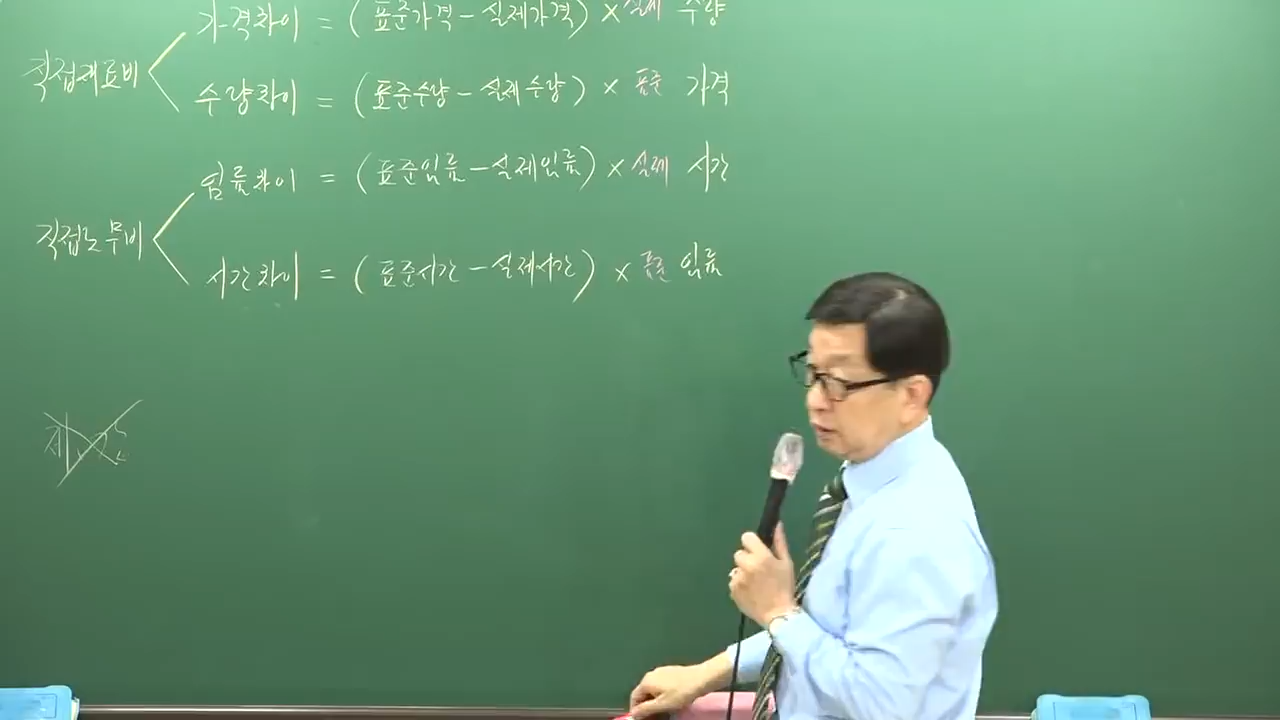 가격차이 = (표준가격 - 실제가격) × 실제 수량
직접재료비
수량차이 = (표준수량 - 실제수량) × 표준 가격
임률차이 = (표준임률 - 실제임률) × 실제 시간
직접노무비
시간차이 = (표준시간 - 실제시간) × 표준 임률